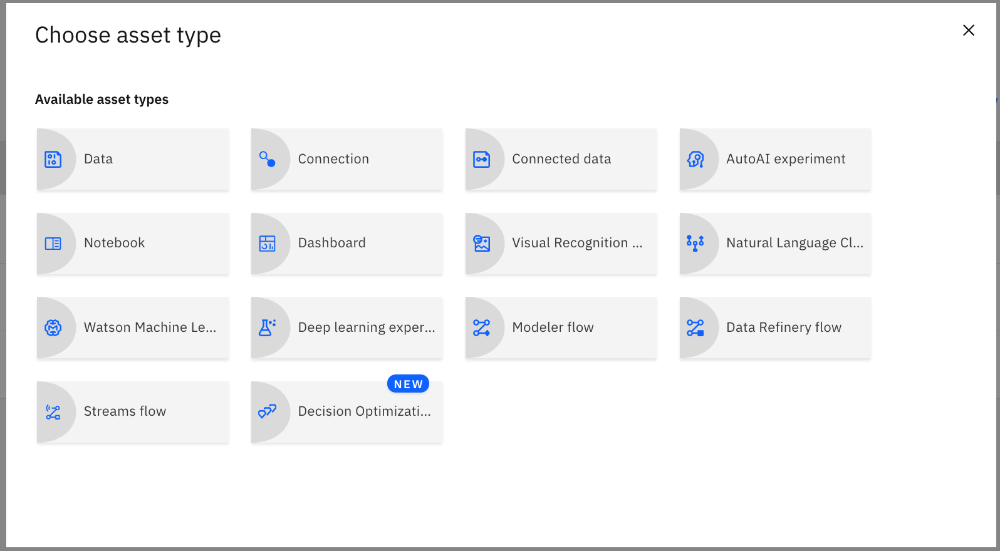 Choose asset type
Available asset types
Data
Connection
Connected data
AutoAI experiment
Notebook
Dashboard
Visual Recognition ...
Natural Language Cl...
Watson Machine Le...
Deep learning exper...
Modeler flow
Data Refinery flow
Streams flow
NEW
Decision Optimizati...